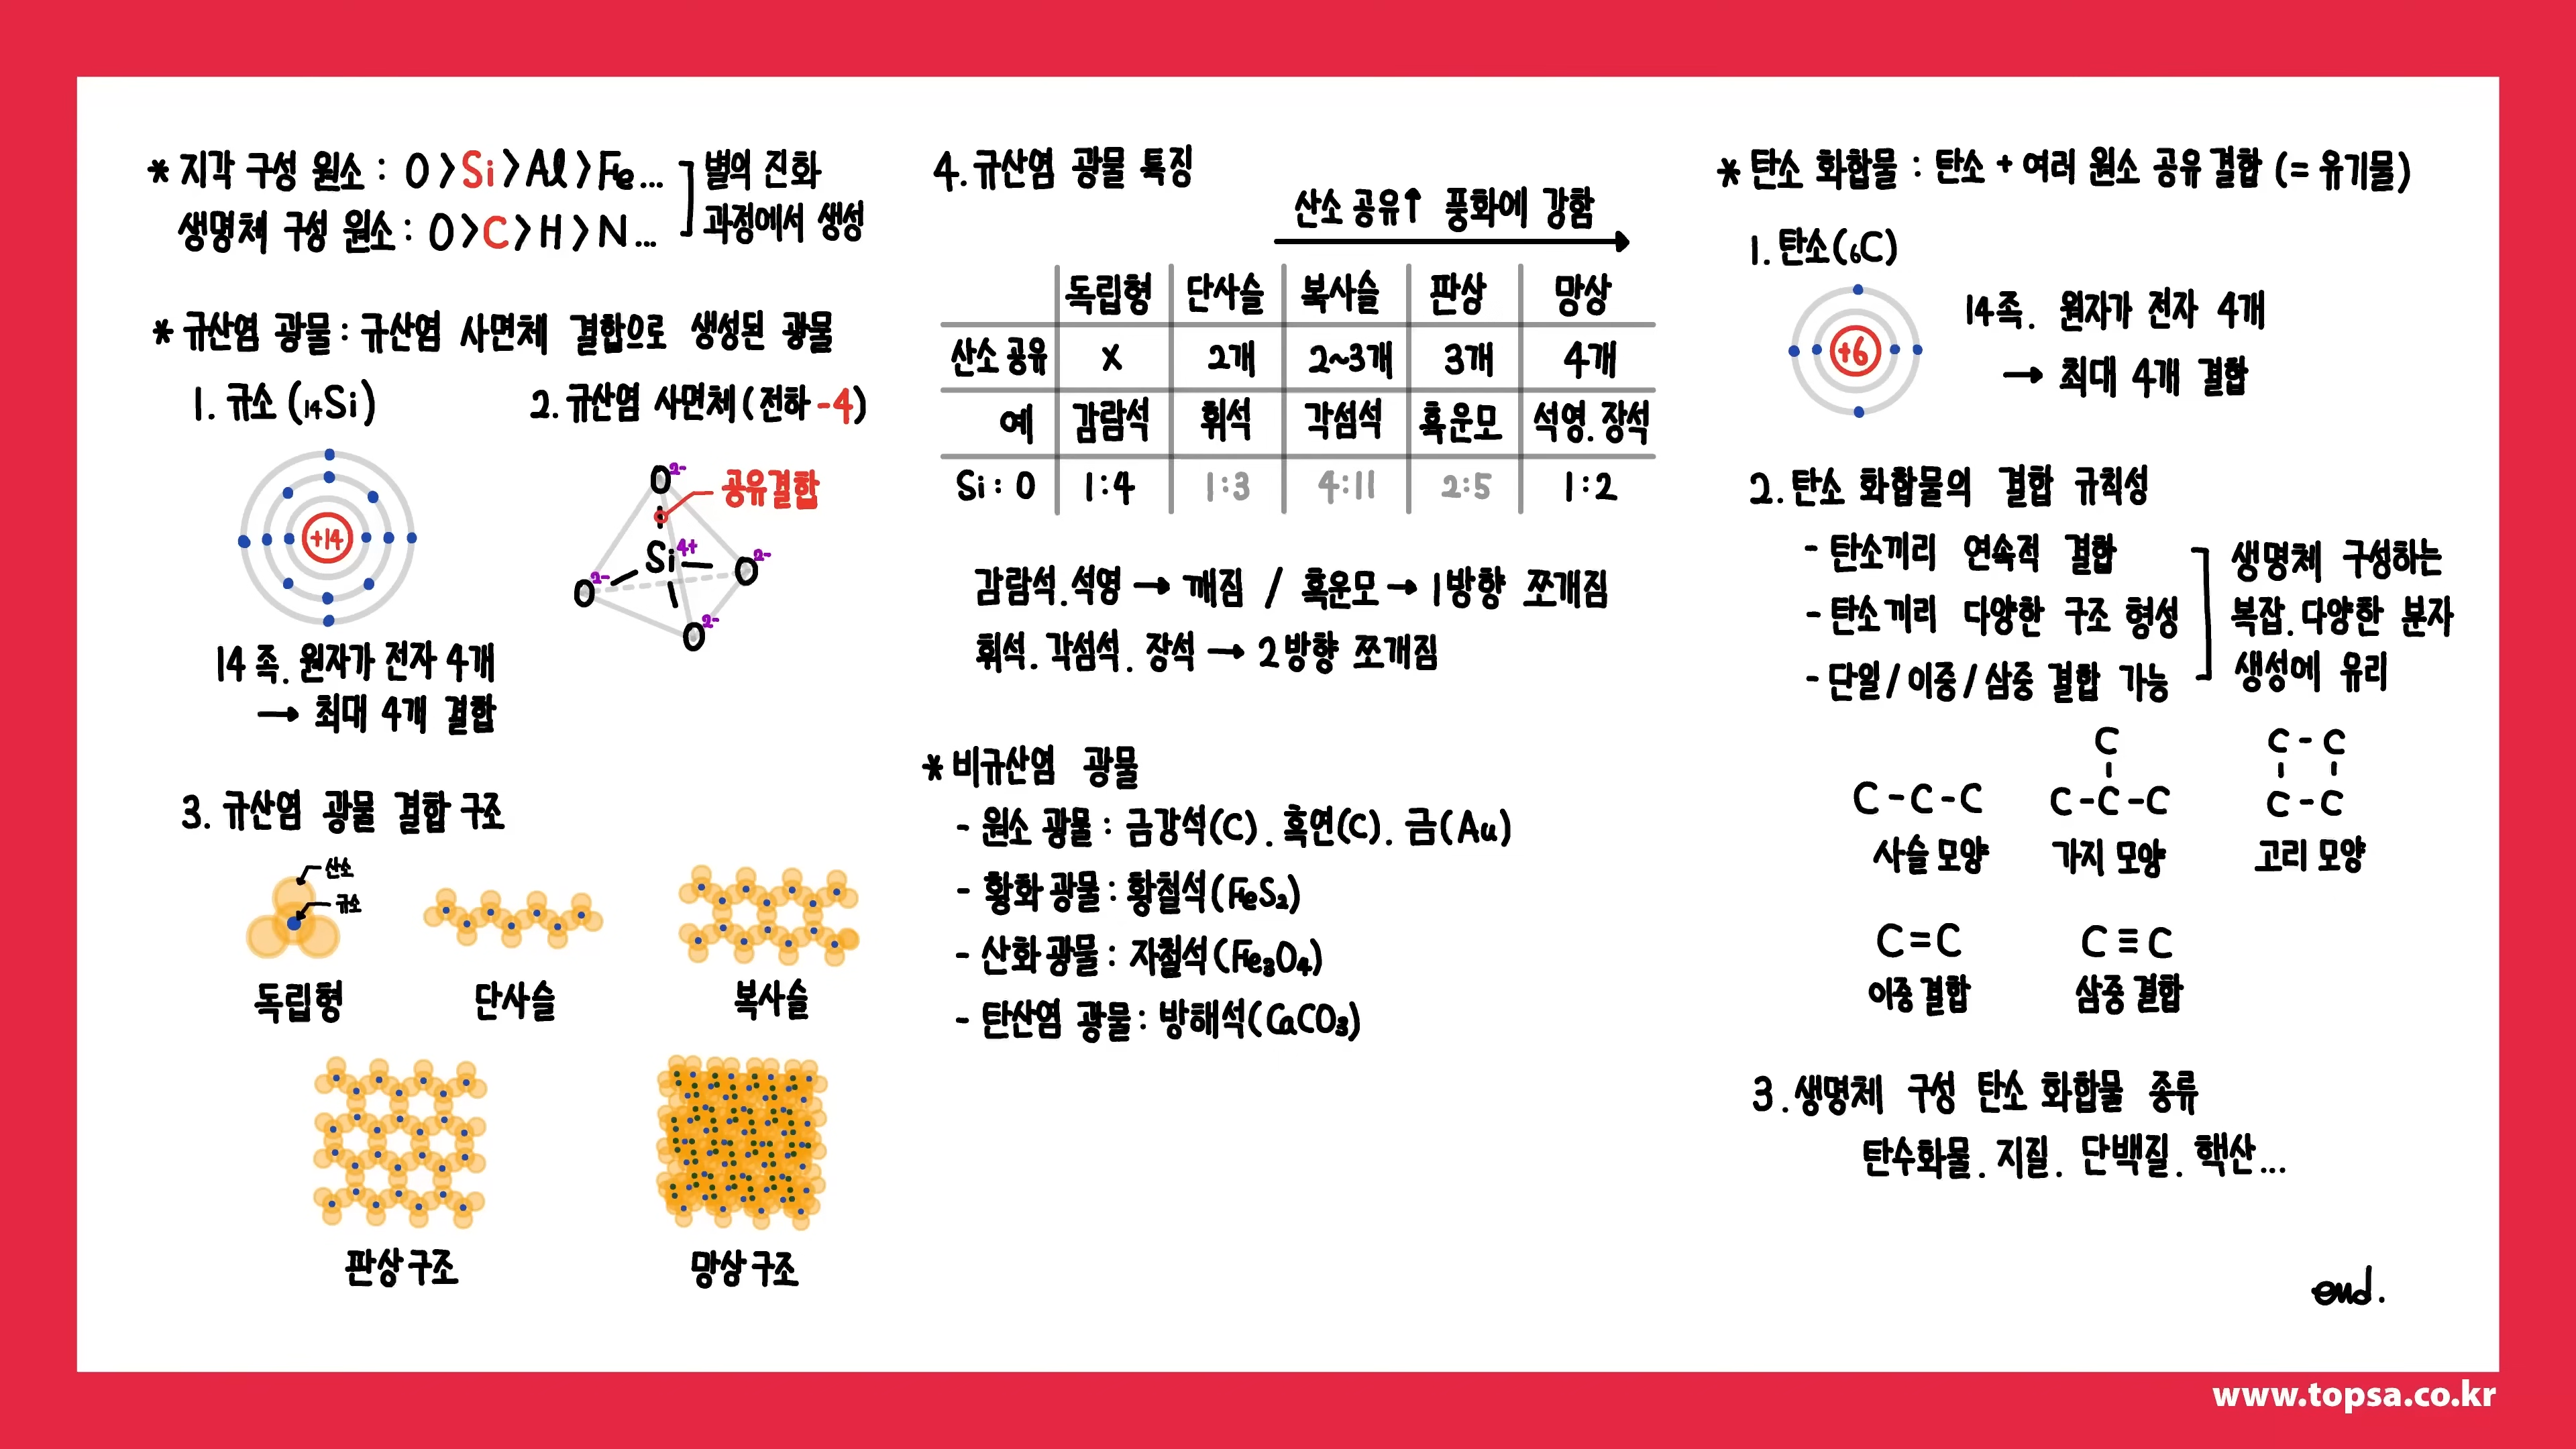 * 지각 구성 원소 : O > Si > Al > Fe ... 별의 진화
생명체 구성 원소 : O > C > H > N ... 과정에서 생성
* 규산염 광물 : 규산염 사면체 결합으로 생성된 광물
1. 규소 (₁₄Si)
+14
14족. 원자가 전자 4개
→ 최대 4개 결합
2. 규산염 사면체 (전하 -4)
O²⁻
공유결합
Si⁴⁺
O²⁻
O²⁻
O²⁻
3. 규산염 광물 결합 구조
산소
규소
독립형 단사슬 복사슬
판상구조 망상구조
4. 규산염 광물 특징
산소 공유↑ 풍화에 강함
독립형 단사슬 복사슬 판상 망상
산소 공유 x 2개 2~3개 3개 4개
예 감람석 휘석 각섬석 흑운모 석영. 장석
Si : O 1:4 1:3 4:11 2:5 1:2
감람석. 석영 → 깨짐 / 흑운모 → 1방향 쪼개짐
휘석. 각섬석. 장석 → 2방향 쪼개짐
* 비규산염 광물
- 원소 광물 : 금강석(C). 흑연(C). 금(Au)
- 황화 광물 : 황철석(FeS₂)
- 산화 광물 : 자철석(Fe₃O₄)
- 탄산염 광물 : 방해석(CaCO₃)
* 탄소 화합물 : 탄소 + 여러 원소 공유 결합 (= 유기물)
1. 탄소(₆C)
+6
14족. 원자가 전자 4개
→ 최대 4개 결합
2. 탄소 화합물의 결합 규칙성
- 탄소끼리 연속적 결합
- 탄소끼리 다양한 구조 형성
- 단일 / 이중 / 삼중 결합 가능
생명체 구성하는
복잡. 다양한 분자
생성에 유리
C C - C
C - C - C C - C - C C - C
사슬 모양 가지 모양 고리 모양
C = C C ≡ C
이중 결합 삼중 결합
3. 생명체 구성 탄소 화합물 종류
탄수화물. 지질. 단백질. 핵산...
end.
www.topsa.co.kr